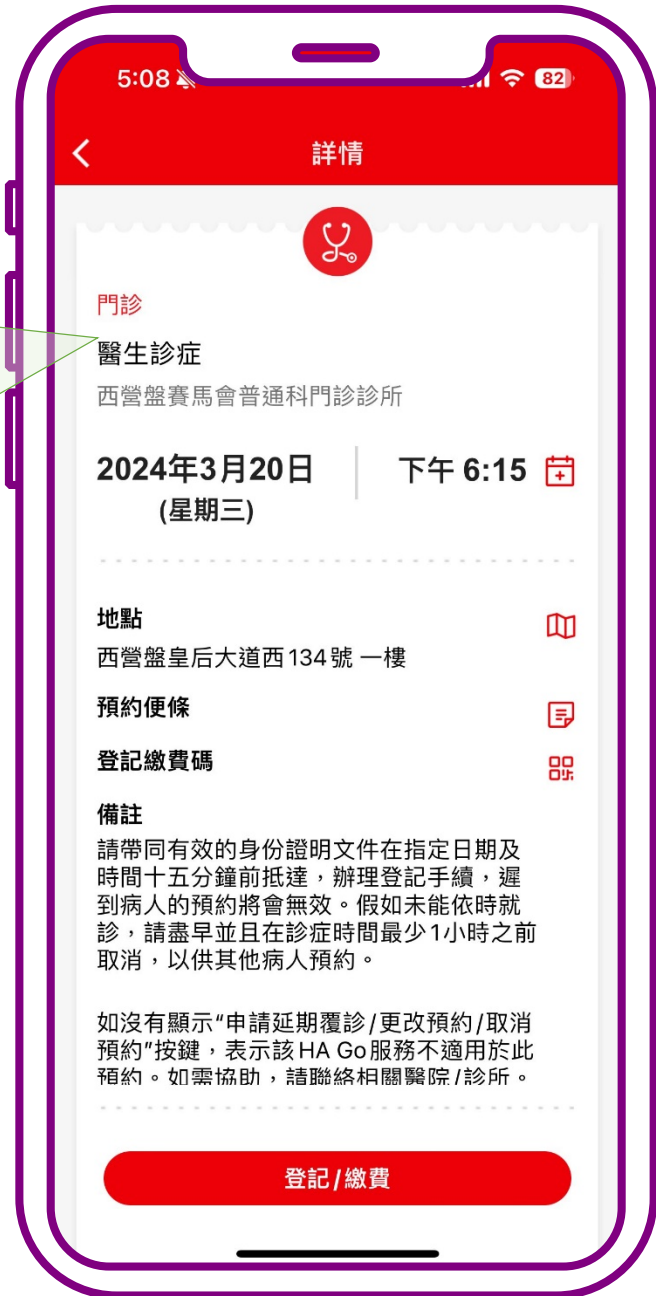 5:08
82
詳情
門診
醫生診症
西營盤賽馬會普通科門診診所
2024年3月20日
下午 6:15
(星期三)
地點
西營盤皇后大道西134號 一樓
預約便條
登記繳費碼
備註
請帶同有效的身份證明文件在指定日期及
時間十五分鐘前抵達，辦理登記手續，遲
到病人的預約將會無效。假如未能依時就
診，請盡早並且在診症時間最少1小時之前
取消，以供其他病人預約。
如沒有顯示“申請延期覆診/更改預約/取消
預約”按鍵，表示該HA Go服務不適用於此
預約。如需協助，請聯絡相關醫院/診所。
登記/繳費